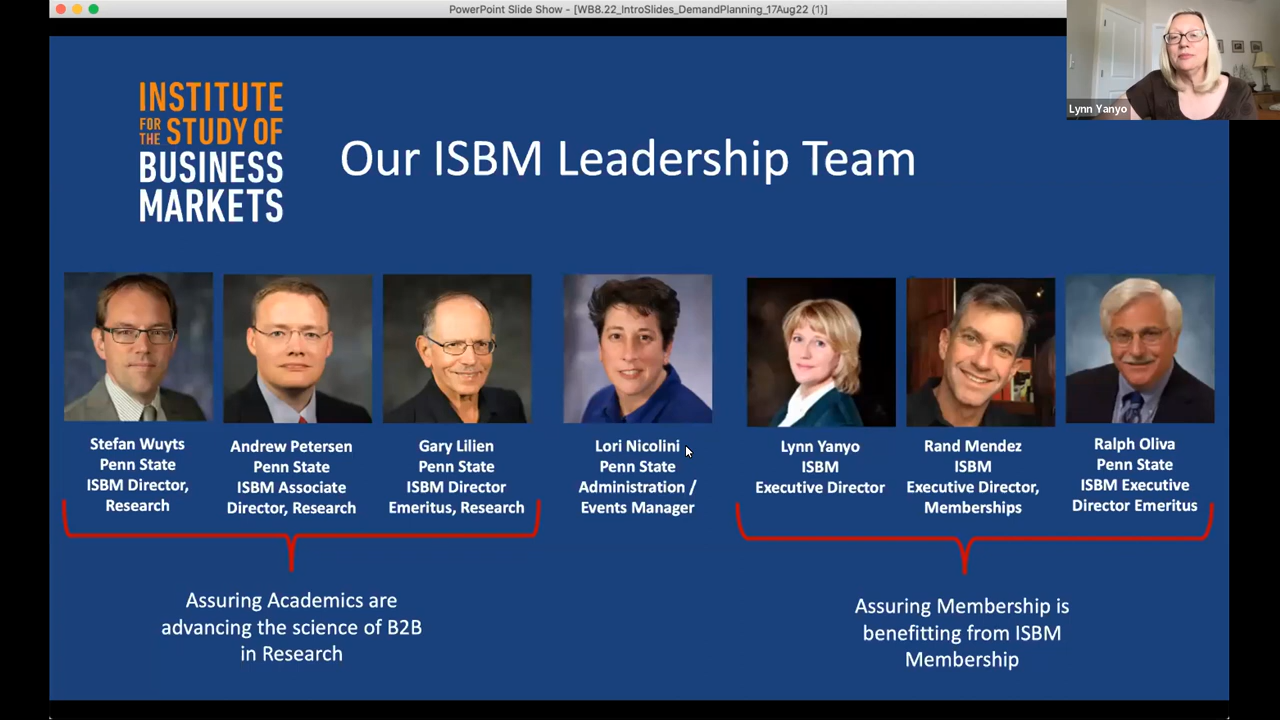 PowerPoint Slide Show - [WB8.22_IntroSlides_DemandPlanning_17Aug22 (1)]
Lynn Yanyo
INSTITUTE
FOR THE STUDY OF
BUSINESS
MARKETS
Our ISBM Leadership Team
Stefan Wuyts
Penn State
ISBM Director,
Research
Andrew Petersen
Penn State
ISBM Associate
Director, Research
Gary Lilien
Penn State
ISBM Director
Emeritus, Research
Lori Nicolini
Penn State
Administration /
Events Manager
Lynn Yanyo
ISBM
Executive Director
Rand Mendez
ISBM
Executive Director,
Memberships
Ralph Oliva
Penn State
ISBM Executive
Director Emeritus
Assuring Academics are
advancing the science of B2B
in Research
Assuring Membership is
benefitting from ISBM
Membership